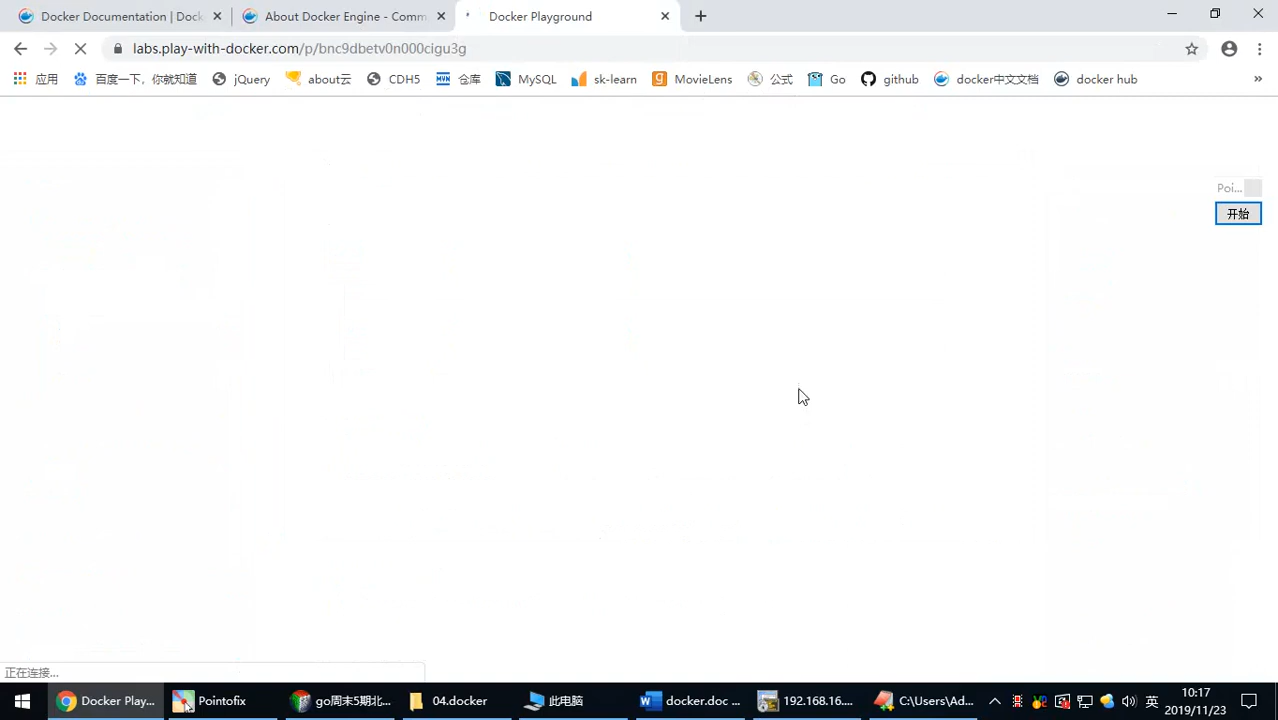 Docker Documentation | Dock
About Docker Engine - Comm
Docker Playground
labs.play-with-docker.com/p/bnc9dbetv0n000cigu3g
应用
百度一下,你就知道
jQuery
about云
CDH5
仓库
MySQL
sk-learn
MovieLens
公式
Go
github
docker中文文档
docker hub
»
Poi...
开始
正在连接...
Docker Play...
Pointofix
go周末5期北...
04.docker
此电脑
docker.doc ...
192.168.16....
C:\Users\Ad...
英
10:17
2019/11/23